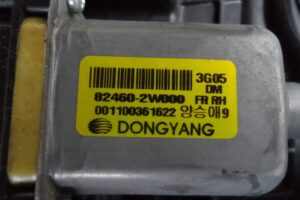 3G05
DM
82460-2W000 FR RH
001100361622 양승애9
DONGYANG